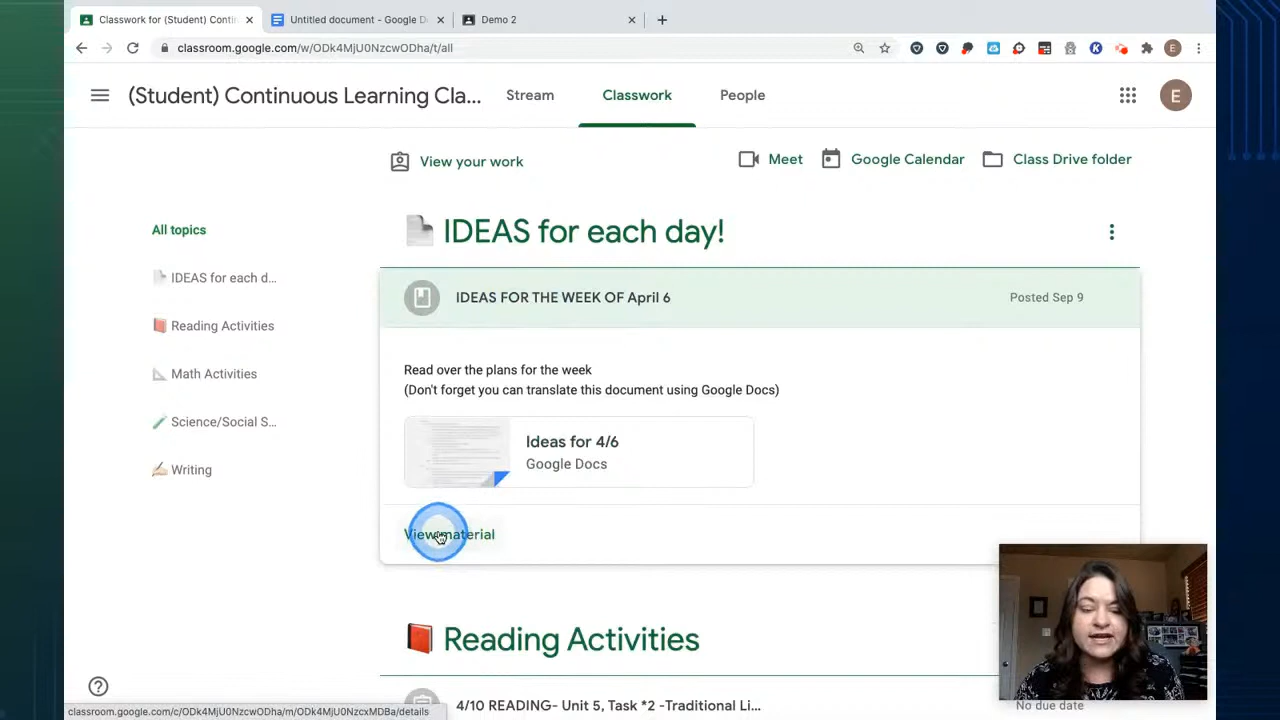 Classwork for (Student) Contin
Untitled document - Google D
Demo 2
classroom.google.com/w/ODk4MjU0NzcwODha/t/all
E
(Student) Continuous Learning Cla...
Stream
Classwork
People
E
View your work
Meet
Google Calendar
Class Drive folder
All topics
IDEAS for each d...
Reading Activities
Math Activities
Science/Social S...
Writing
IDEAS for each day!
IDEAS FOR THE WEEK OF April 6
Posted Sep 9
Read over the plans for the week
(Don't forget you can translate this document using Google Docs)
Ideas for 4/6
Google Docs
View material
Reading Activities
4/10 READING- Unit 5, Task *2 -Traditional Li...
No due date
classroom.google.com/c/ODk4MjU0NzcwODha/m/ODk4MjU0NzcxMDBa/details